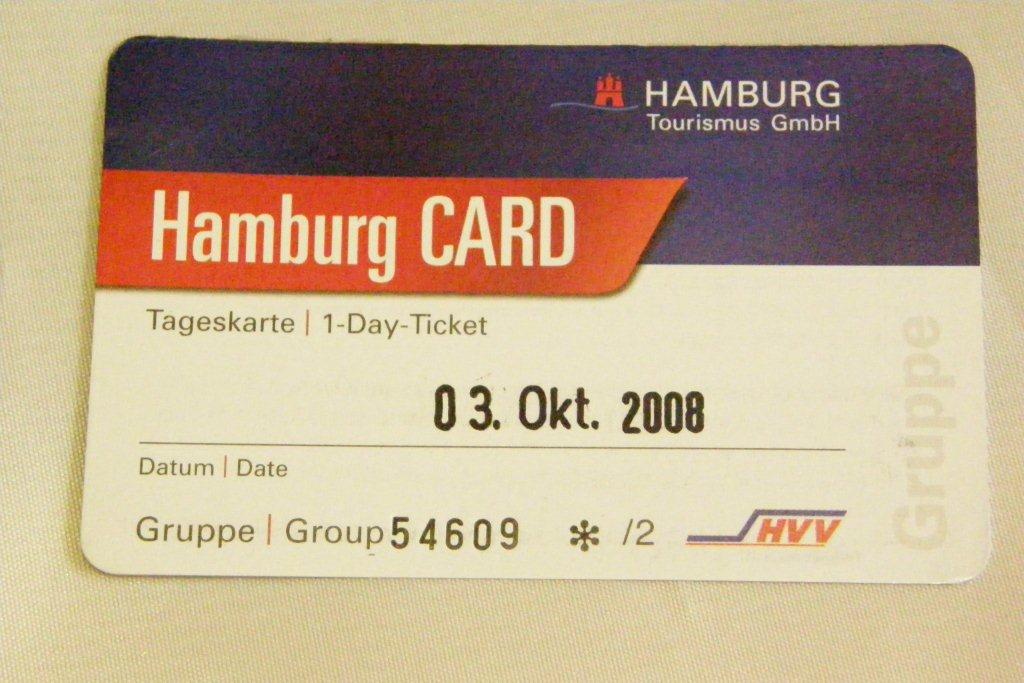 HAMBURG
Tourismus GmbH
Hamburg CARD
Tageskarte | 1-Day-Ticket
03. Okt. 2008
Datum | Date
Gruppe | Group 54609 * /2 HVV
Gruppe